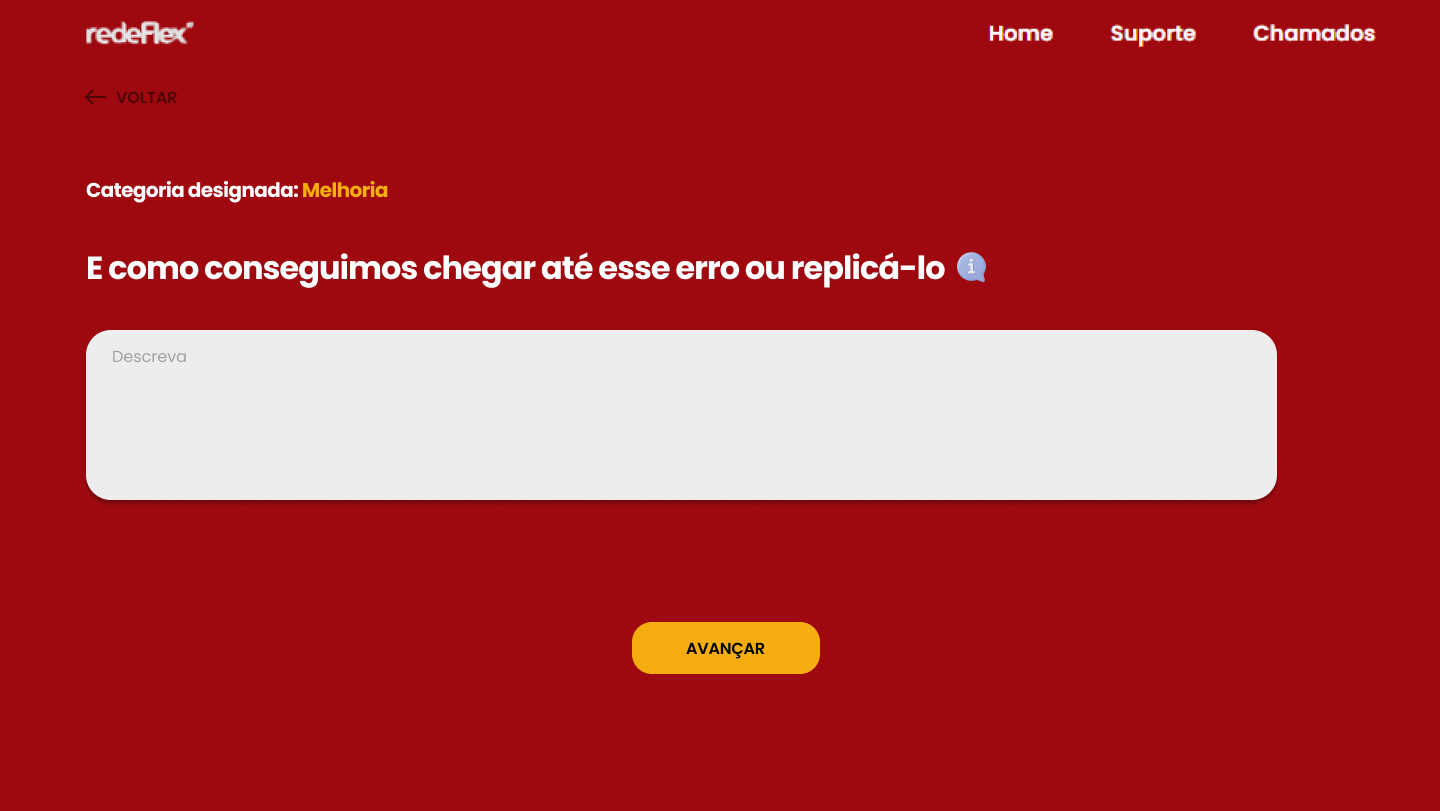 redeFlex
Home Suporte Chamados
VOLTAR
Categoria designada: Melhoria
E como conseguimos chegar até esse erro ou replicá-lo
Descreva
AVANÇAR